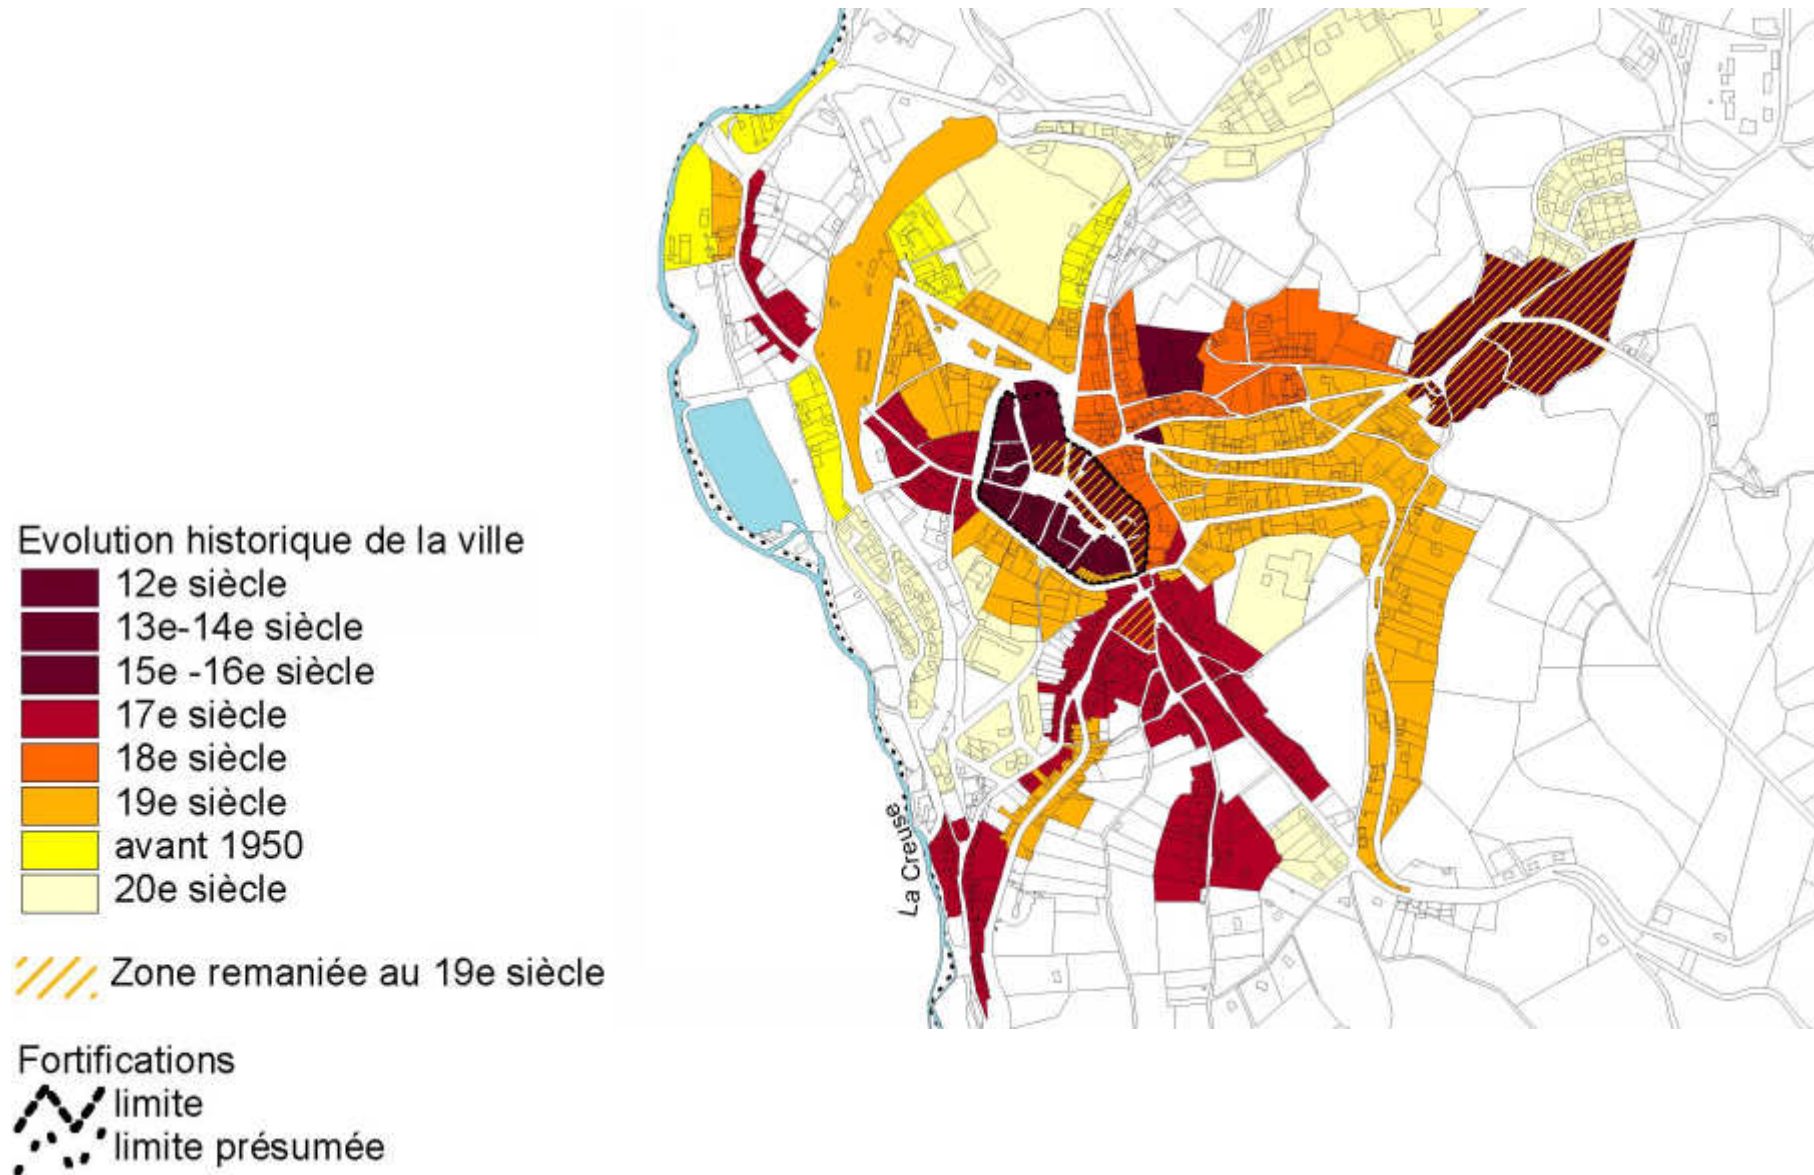 Evolution historique de la ville
12e siècle
13e-14e siècle
15e -16e siècle
17e siècle
18e siècle
19e siècle
avant 1950
20e siècle
Zone remaniée au 19e siècle
Fortifications
limite
limite présumée
La Creuse